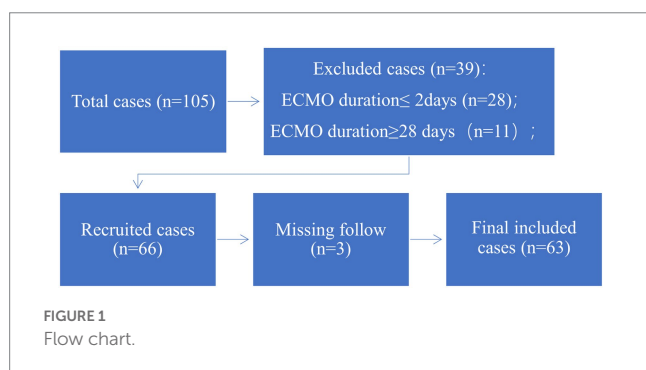 Total cases (n=105)
Excluded cases (n=39)：
ECMO duration≤ 2days (n=28)；
ECMO duration≥28 days（n=11）；
Recruited cases
(n=66)
Missing follow
(n=3)
Final included
cases (n=63)
FIGURE 1
Flow chart.